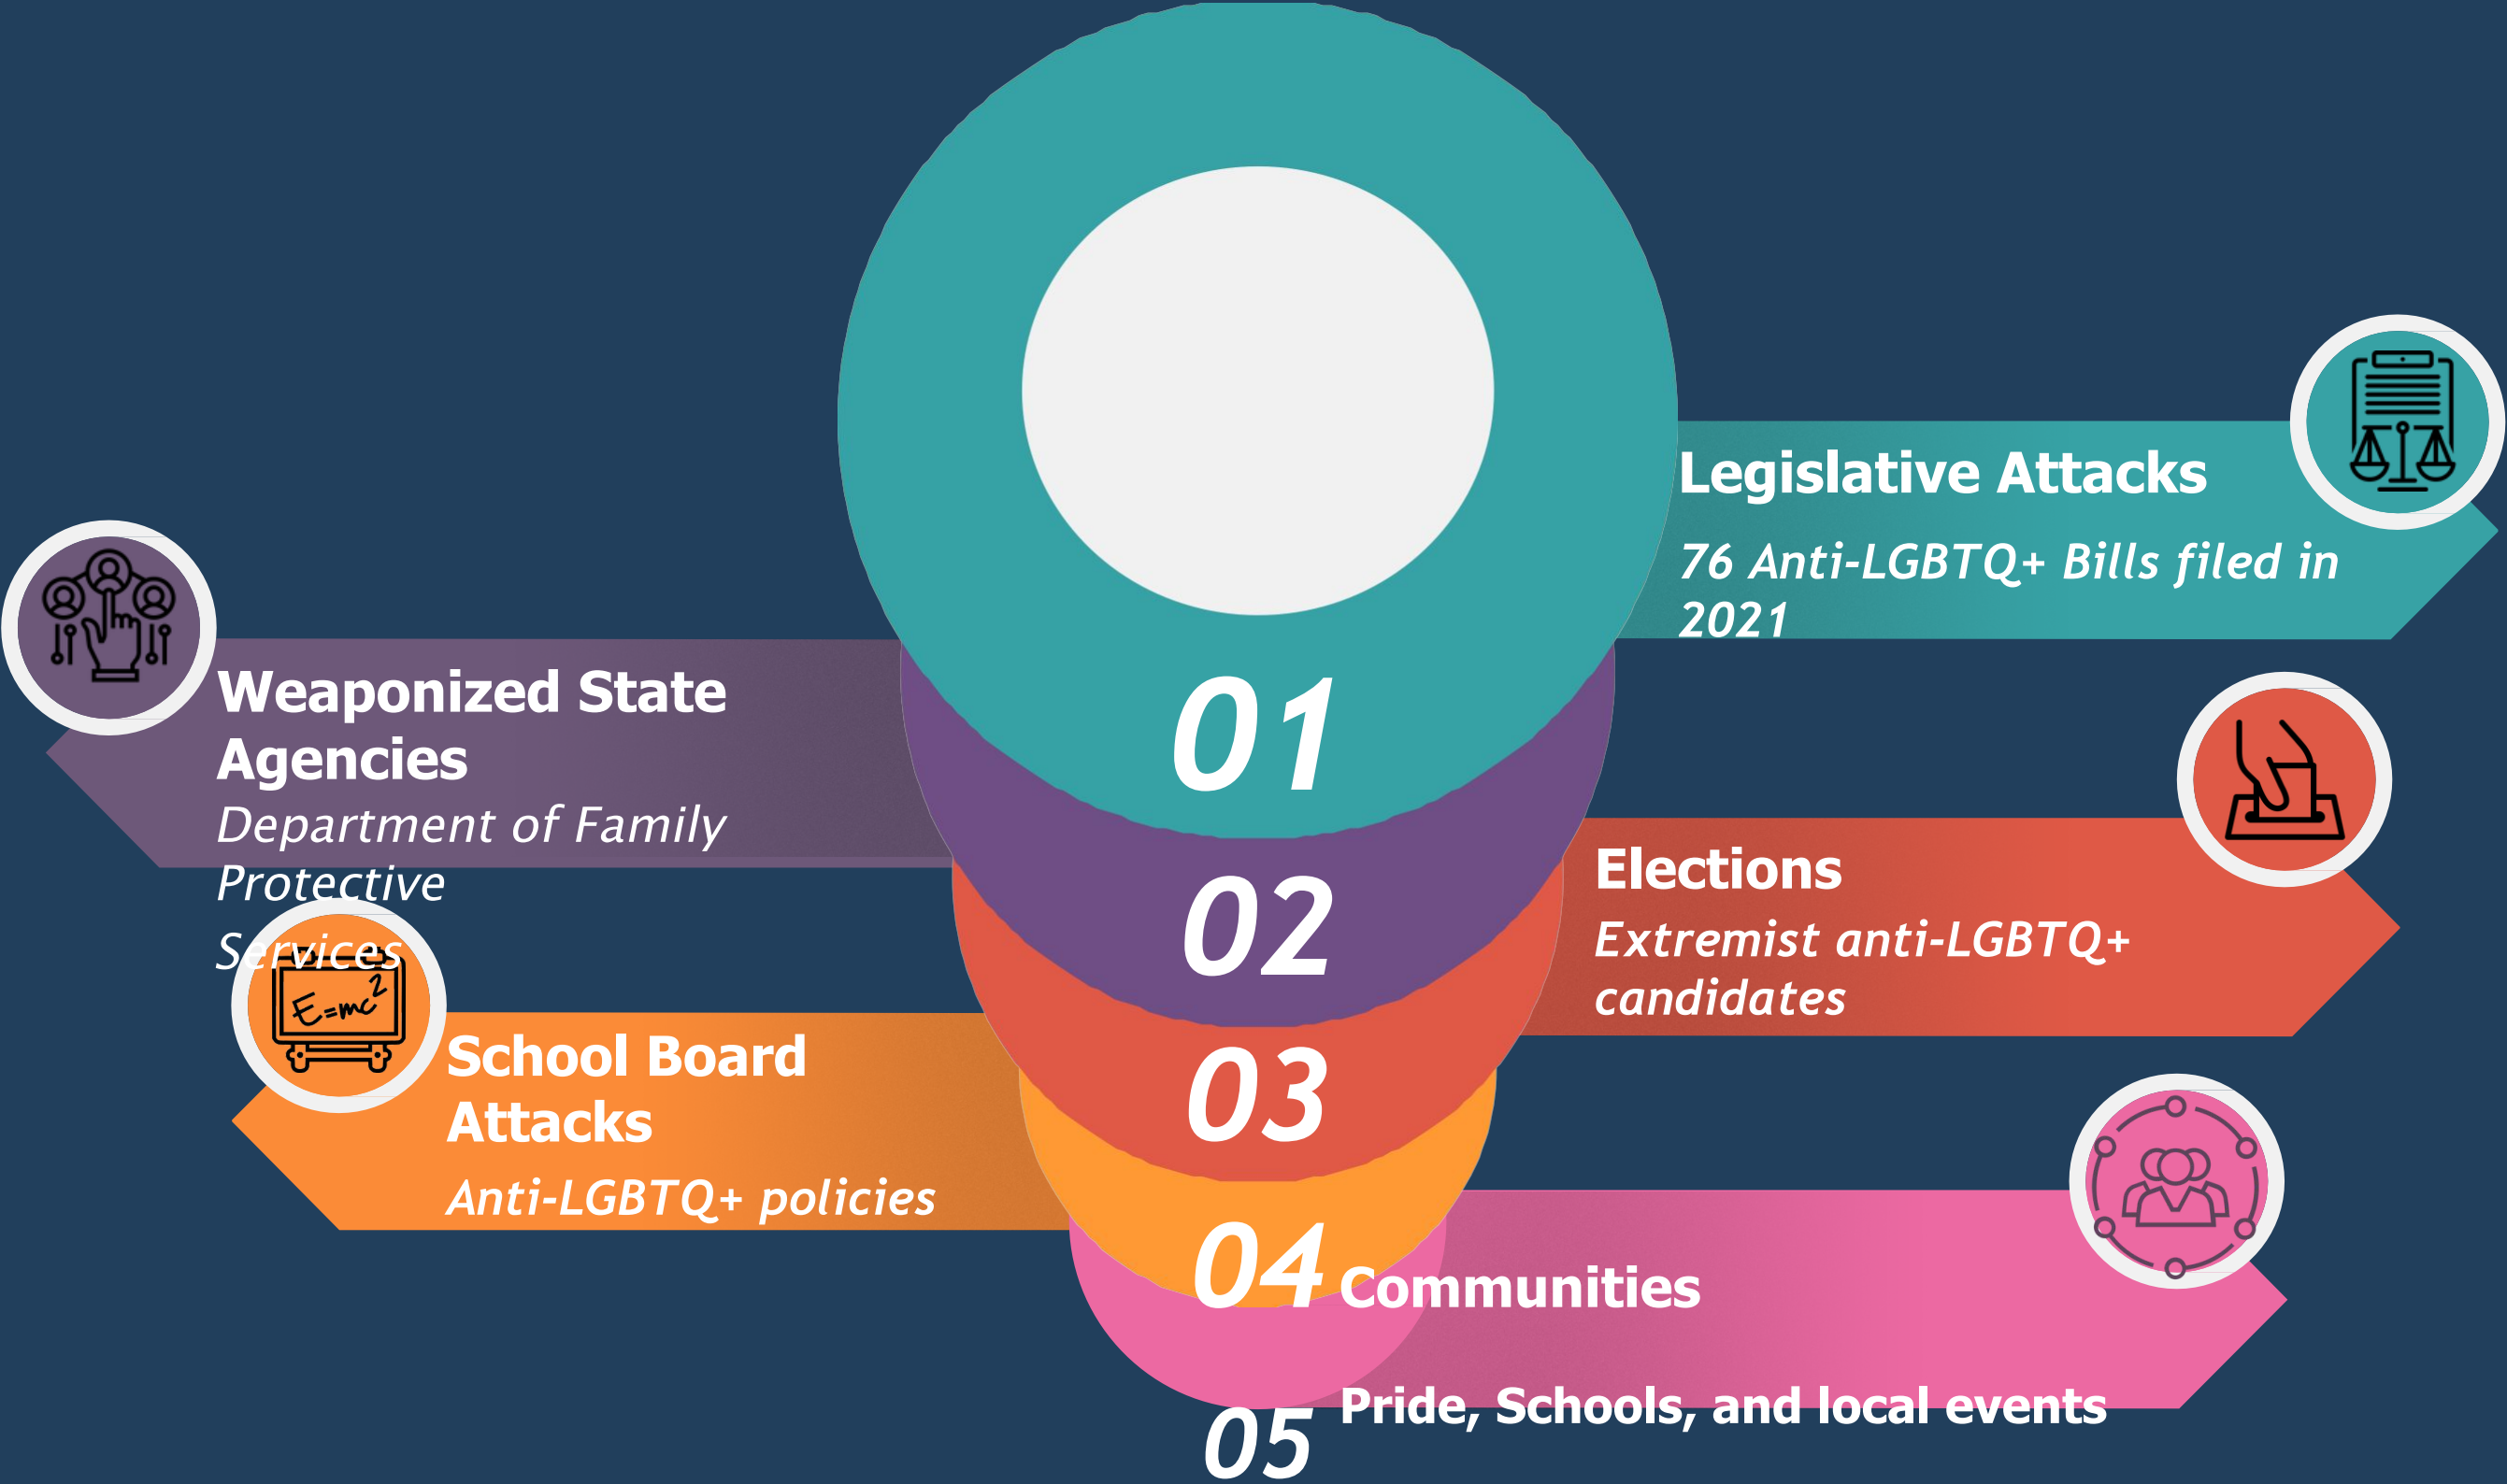 01
Legislative Attacks
76 Anti-LGBTQ+ Bills filed in
2021
02
Weaponized State
Agencies
Department of Family
Protective
Services
03
Elections
Extremist anti-LGBTQ+
candidates
04
School Board
Attacks
Anti-LGBTQ+ policies
E=mc²
05
Communities
Pride, Schools, and local events